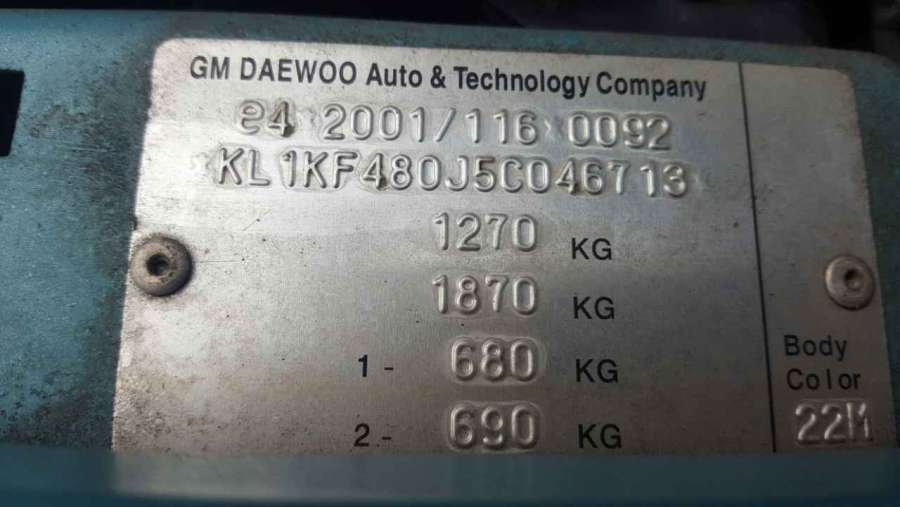 GM DAEWOO Auto & Technology Company
e4 2001/116 0092
KL1KF480J5C046713
1270 KG
1870 KG
1- 680 KG
2- 690 KG
Body
Color
22M